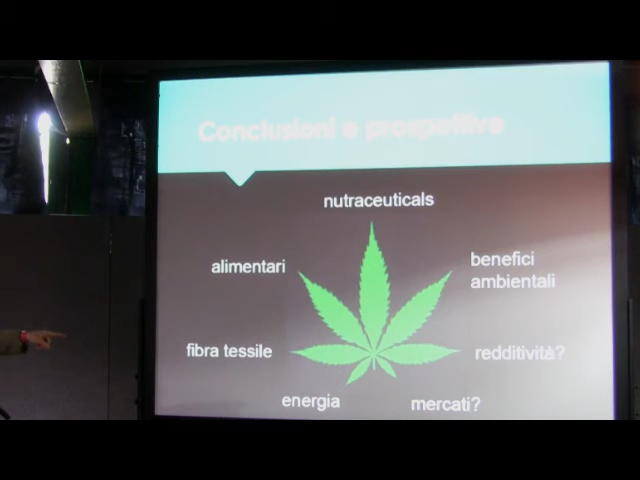 Conclusioni e prospettive
nutraceuticals
alimentari
benefici
ambientali
fibra tessile
redditività?
energia
mercati?